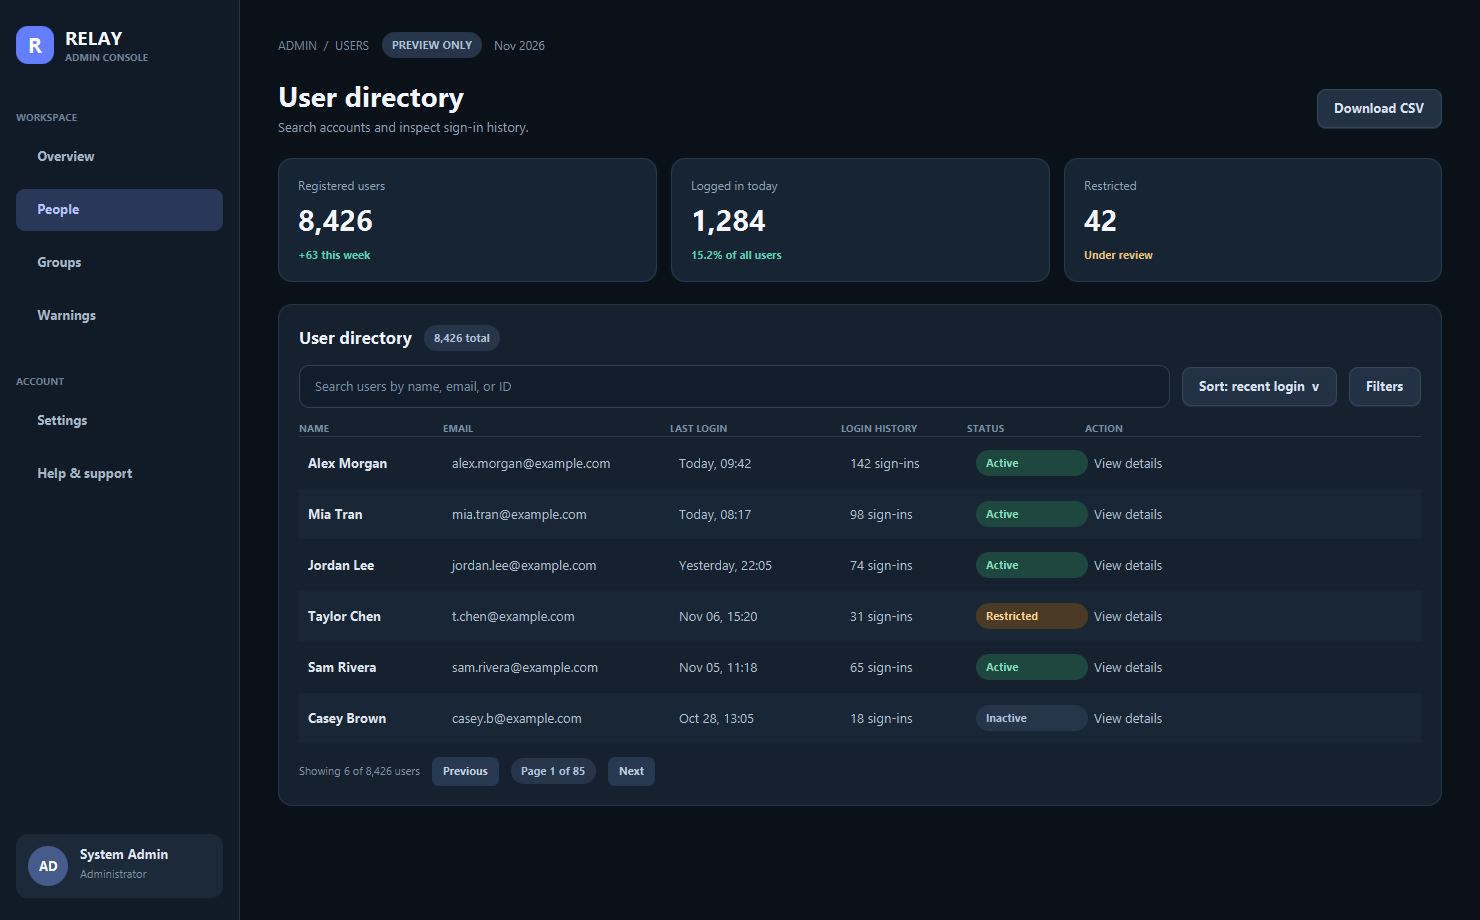 R
RELAY
ADMIN CONSOLE
WORKSPACE
Overview
People
Groups
Warnings
ACCOUNT
Settings
Help & support
AD
System Admin
Administrator
ADMIN / USERS PREVIEW ONLY Nov 2026
User directory
Search accounts and inspect sign-in history.
Download CSV
Registered users
8,426
+63 this week
Logged in today
1,284
15.2% of all users
Restricted
42
Under review
User directory 8,426 total
Search users by name, email, or ID Sort: recent login v Filters
NAME EMAIL LAST LOGIN LOGIN HISTORY STATUS ACTION
Alex Morgan alex.morgan@example.com Today, 09:42 142 sign-ins Active View details
Mia Tran mia.tran@example.com Today, 08:17 98 sign-ins Active View details
Jordan Lee jordan.lee@example.com Yesterday, 22:05 74 sign-ins Active View details
Taylor Chen t.chen@example.com Nov 06, 15:20 31 sign-ins Restricted View details
Sam Rivera sam.rivera@example.com Nov 05, 11:18 65 sign-ins Active View details
Casey Brown casey.b@example.com Oct 28, 13:05 18 sign-ins Inactive View details
Showing 6 of 8,426 users Previous Page 1 of 85 Next